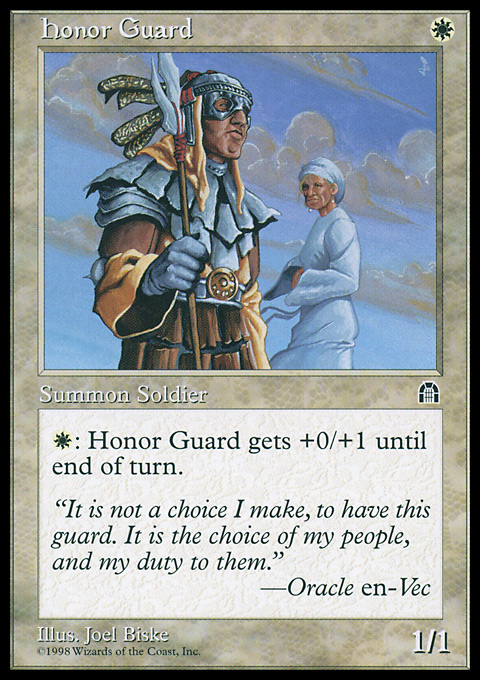 Honor Guard
Summon Soldier
: Honor Guard gets +0/+1 until
end of turn.
“It is not a choice I make, to have this
guard. It is the choice of my people,
and my duty to them.”
—Oracle en-Vec
Illus. Joel Biske
©1998 Wizards of the Coast, Inc.
1/1